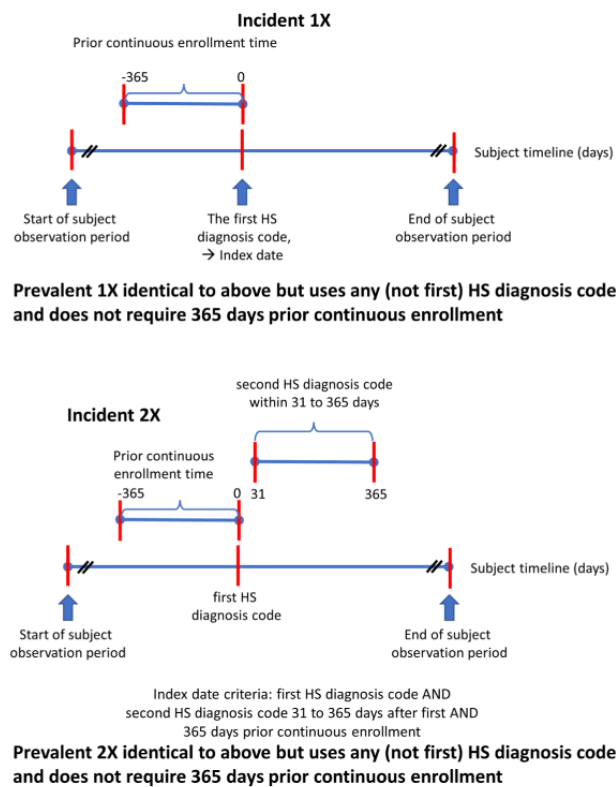 Incident 1X
Prior continuous enrollment time
-365
0
Subject timeline (days)
Start of subject
observation period
The first HS
diagnosis code,
→ Index date
End of subject
observation period
Prevalent 1X identical to above but uses any (not first) HS diagnosis code
and does not require 365 days prior continuous enrollment
second HS diagnosis code
within 31 to 365 days
Incident 2X
Prior continuous
enrollment time
-365
0
31
365
Subject timeline (days)
first HS
diagnosis code
Start of subject
observation period
End of subject
observation period
Index date criteria: first HS diagnosis code AND
second HS diagnosis code 31 to 365 days after first AND
365 days prior continuous enrollment
Prevalent 2X identical to above but uses any (not first) HS diagnosis code
and does not require 365 days prior continuous enrollment